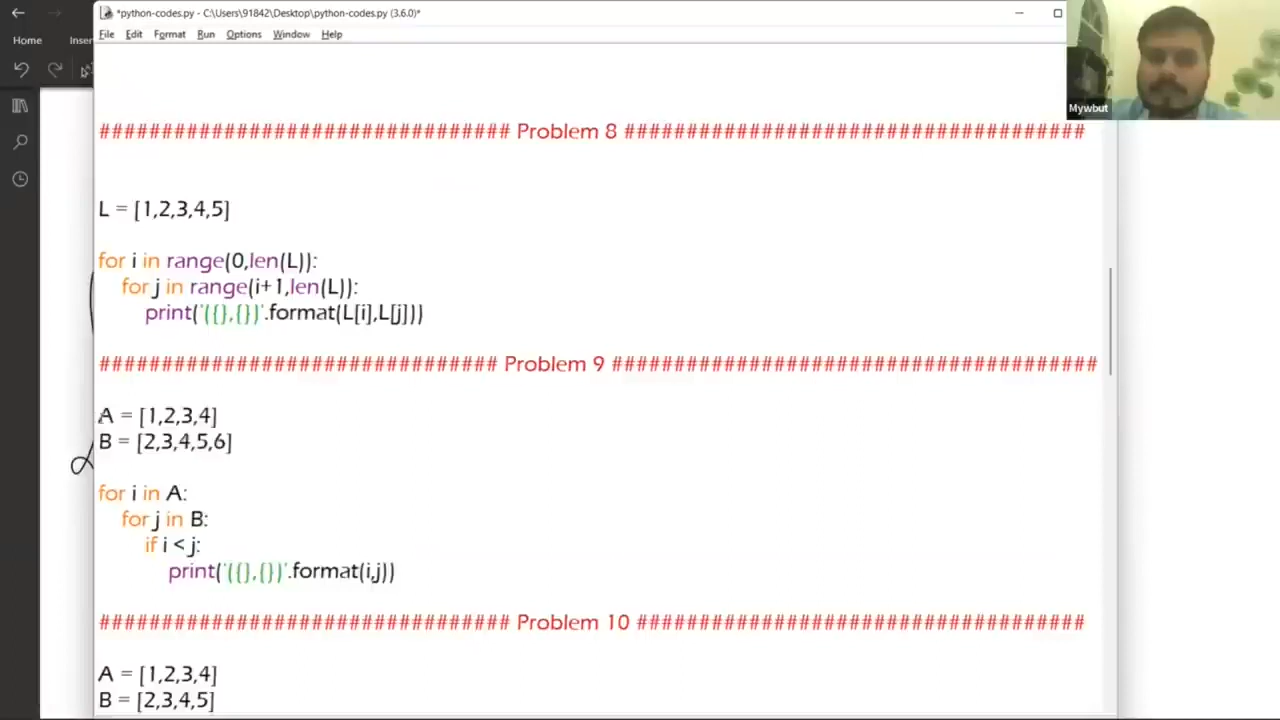 *python-codes.py - C:\Users\91842\Desktop\python-codes.py (3.6.0)*
File Edit Format Run Options Window Help
Home Inser
Mywbut
################################# Problem 8 #####################################
L = [1,2,3,4,5]
for i in range(0,len(L)):
for j in range(i+1,len(L)):
print('({},{})'.format(L[i],L[j]))
################################ Problem 9 #######################################
A = [1,2,3,4]
B = [2,3,4,5,6]
for i in A:
for j in B:
if i < j:
print('({},{})'.format(i,j))
################################# Problem 10 ####################################
A = [1,2,3,4]
B = [2,3,4,5]